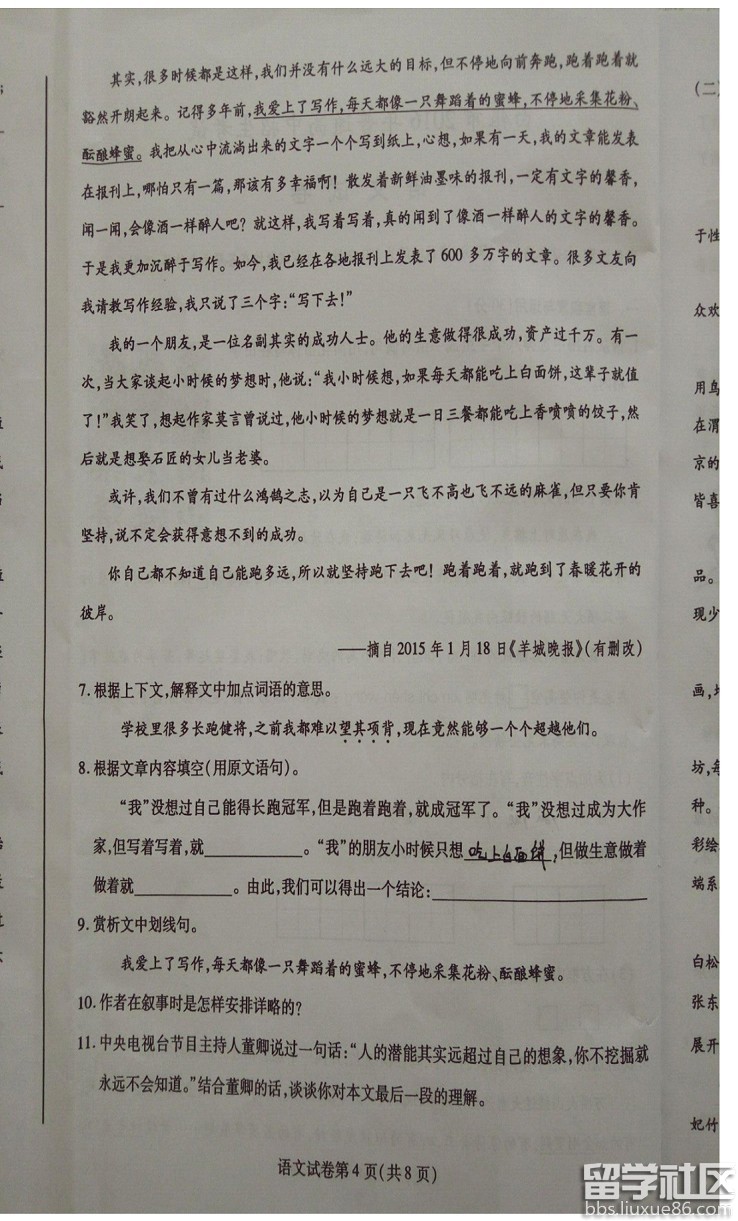 其实,很多时候都是这样,我们并没有什么远大的目标,但不停地向前奔跑,跑着跑着就
豁然开朗起来。记得多年前,我爱上了写作,每天都像一只舞蹈着的蜜蜂,不停地采集花粉、
酝酿蜂蜜。我把从心中流淌出来的文字一个个写到纸上,心想,如果有一天,我的文章能发表
在报刊上,哪怕只有一篇,那该有多幸福啊!散发着新鲜油墨味的报刊,一定有文字的馨香,
闻一闻,会像酒一样醉人吧?就这样,我写着写着,真的闻到了像酒一样醉人的文字的馨香。
于是我更加沉醉于写作。如今,我已经在各地报刊上发表了600多万字的文章。很多文友向
我请教写作经验,我只说了三个字:“写下去!”
我的一个朋友,是一位名副其实的成功人士。他的生意做得很成功,资产过千万。有一
次,当大家谈起小时候的梦想时,他说:“我小时候想,如果每天都能吃上白面饼,这辈子就值
了!”我笑了,想起作家莫言曾说过,他小时候的梦想就是一日三餐都能吃上香喷喷的饺子,然
后就是想娶石匠的女儿当老婆。
或许,我们不曾有过什么鸿鹄之志,以为自己是一只飞不高也飞不远的麻雀,但只要你肯
坚持,说不定会获得意想不到的成功。
你自己都不知道自己能跑多远,所以就坚持跑下去吧!跑着跑着,就跑到了春暖花开的
彼岸。
——摘自2015年1月18日《羊城晚报》(有删改)
7.根据上下文,解释文中加点词语的意思。
学校里很多长跑健将,之前我都难以望其项背,现在竟然能够一个个超越他们。
8.根据文章内容填空(用原文语句)。
“我”没想过自己能得长跑冠军,但是跑着跑着,就成冠军了。“我”没想过成为大作
家,但写着写着,就__________。“我”的朋友小时候只想吃上白面饼,但做生意做着
做着就__________。由此,我们可以得出一个结论:____________________
9.赏析文中划线句。
我爱上了写作,每天都像一只舞蹈着的蜜蜂,不停地采集花粉、酝酿蜂蜜。
10.作者在叙事时是怎样安排详略的?
11.中央电视台节目主持人董卿说过一句话:“人的潜能其实远超过自己的想象,你不挖掘就
永远不会知道。”结合董卿的话,谈谈你对本文最后一段的理解。
语文试卷第4页(共8页)
(二)
于性
众欢
用鸟
在渭
京的
皆喜
品。
现少
画,
坊,每
种。
彩绘
端系
白松
张东
展开
妃竹
留学社区
bbs.liuxue86.com